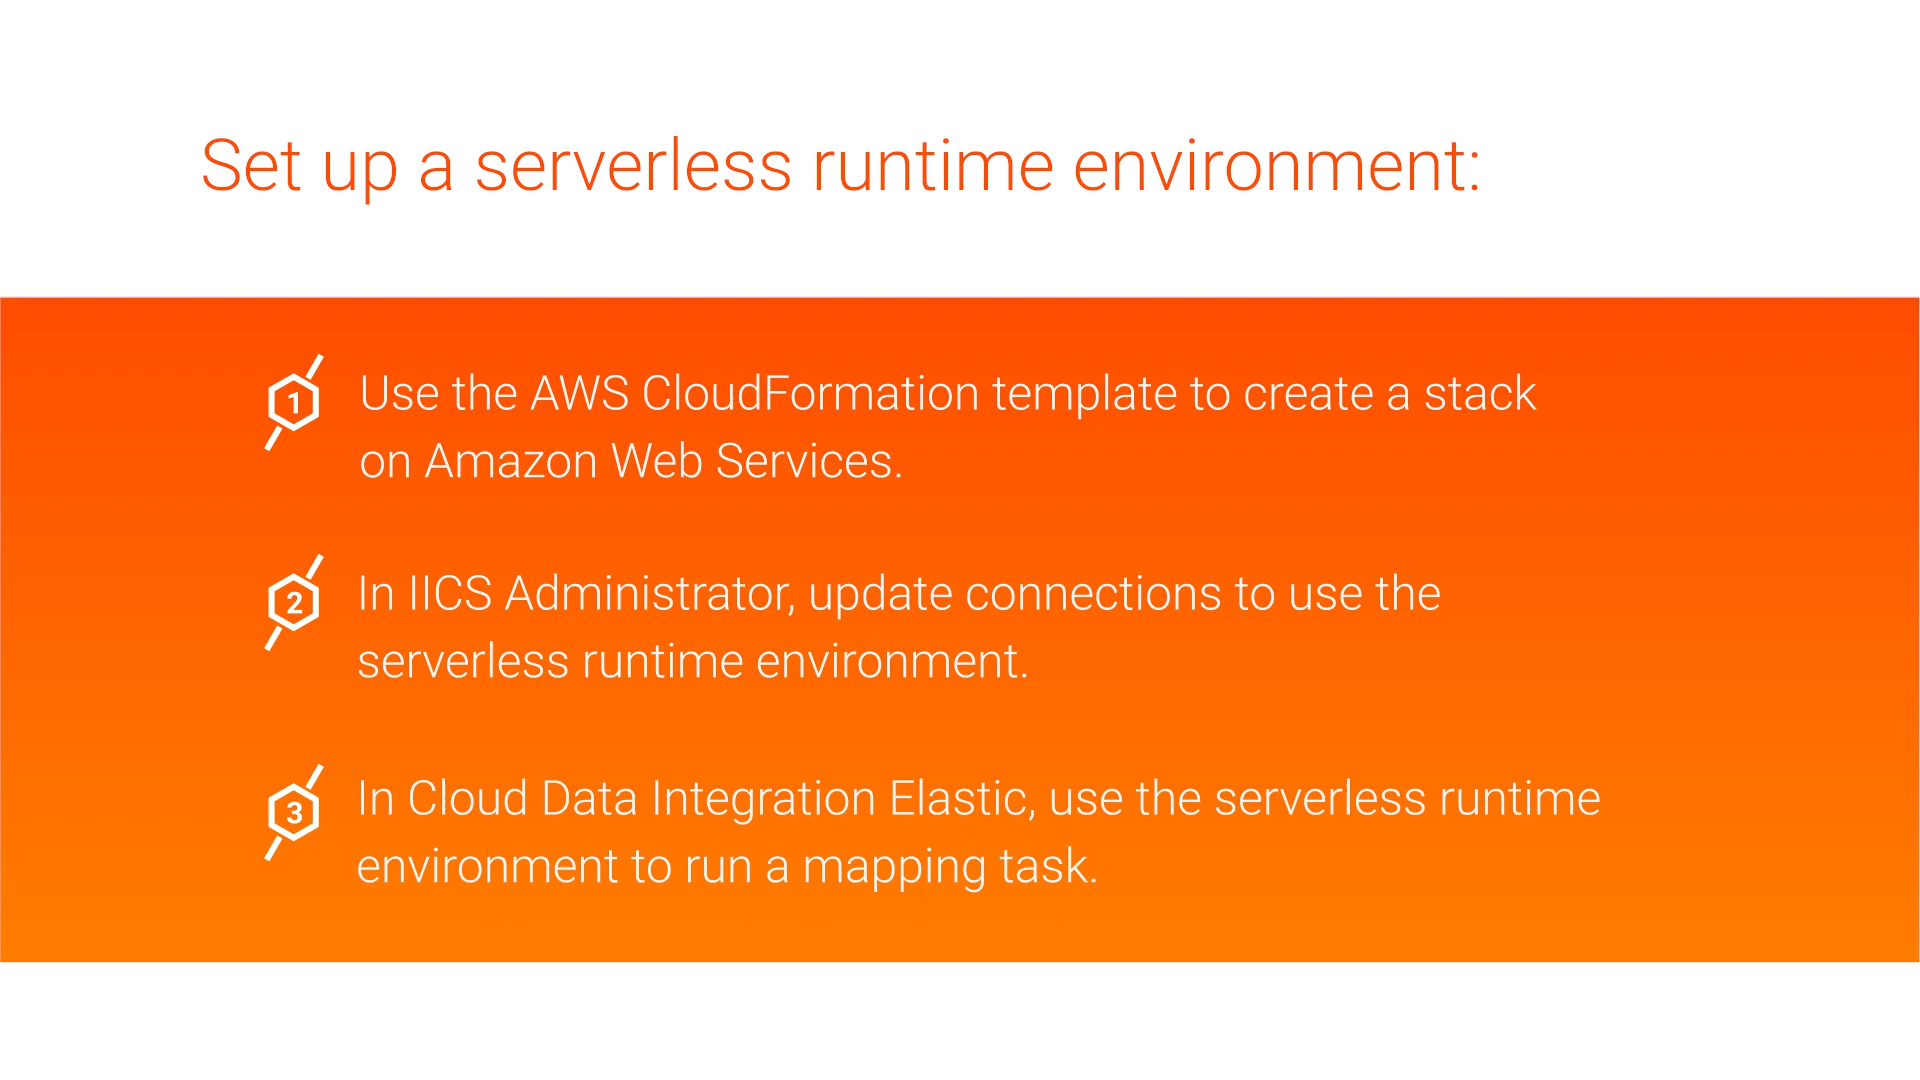 Set up a serverless runtime environment:
1 Use the AWS CloudFormation template to create a stack
on Amazon Web Services.
2 In IICS Administrator, update connections to use the
serverless runtime environment.
3 In Cloud Data Integration Elastic, use the serverless runtime
environment to run a mapping task.